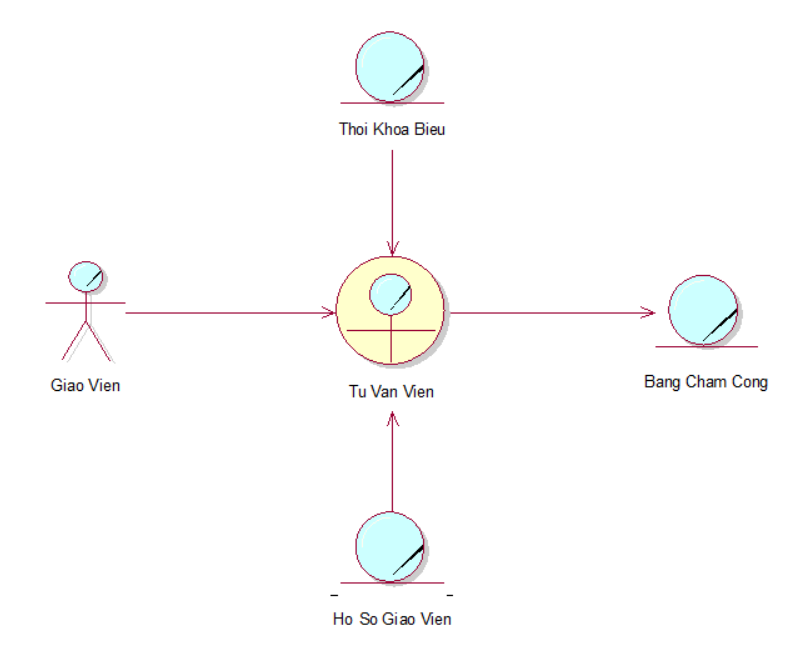 Thoi Khoa Bieu
Giao Vien
Tu Van Vien
Bang Cham Cong
Ho So Giao Vien